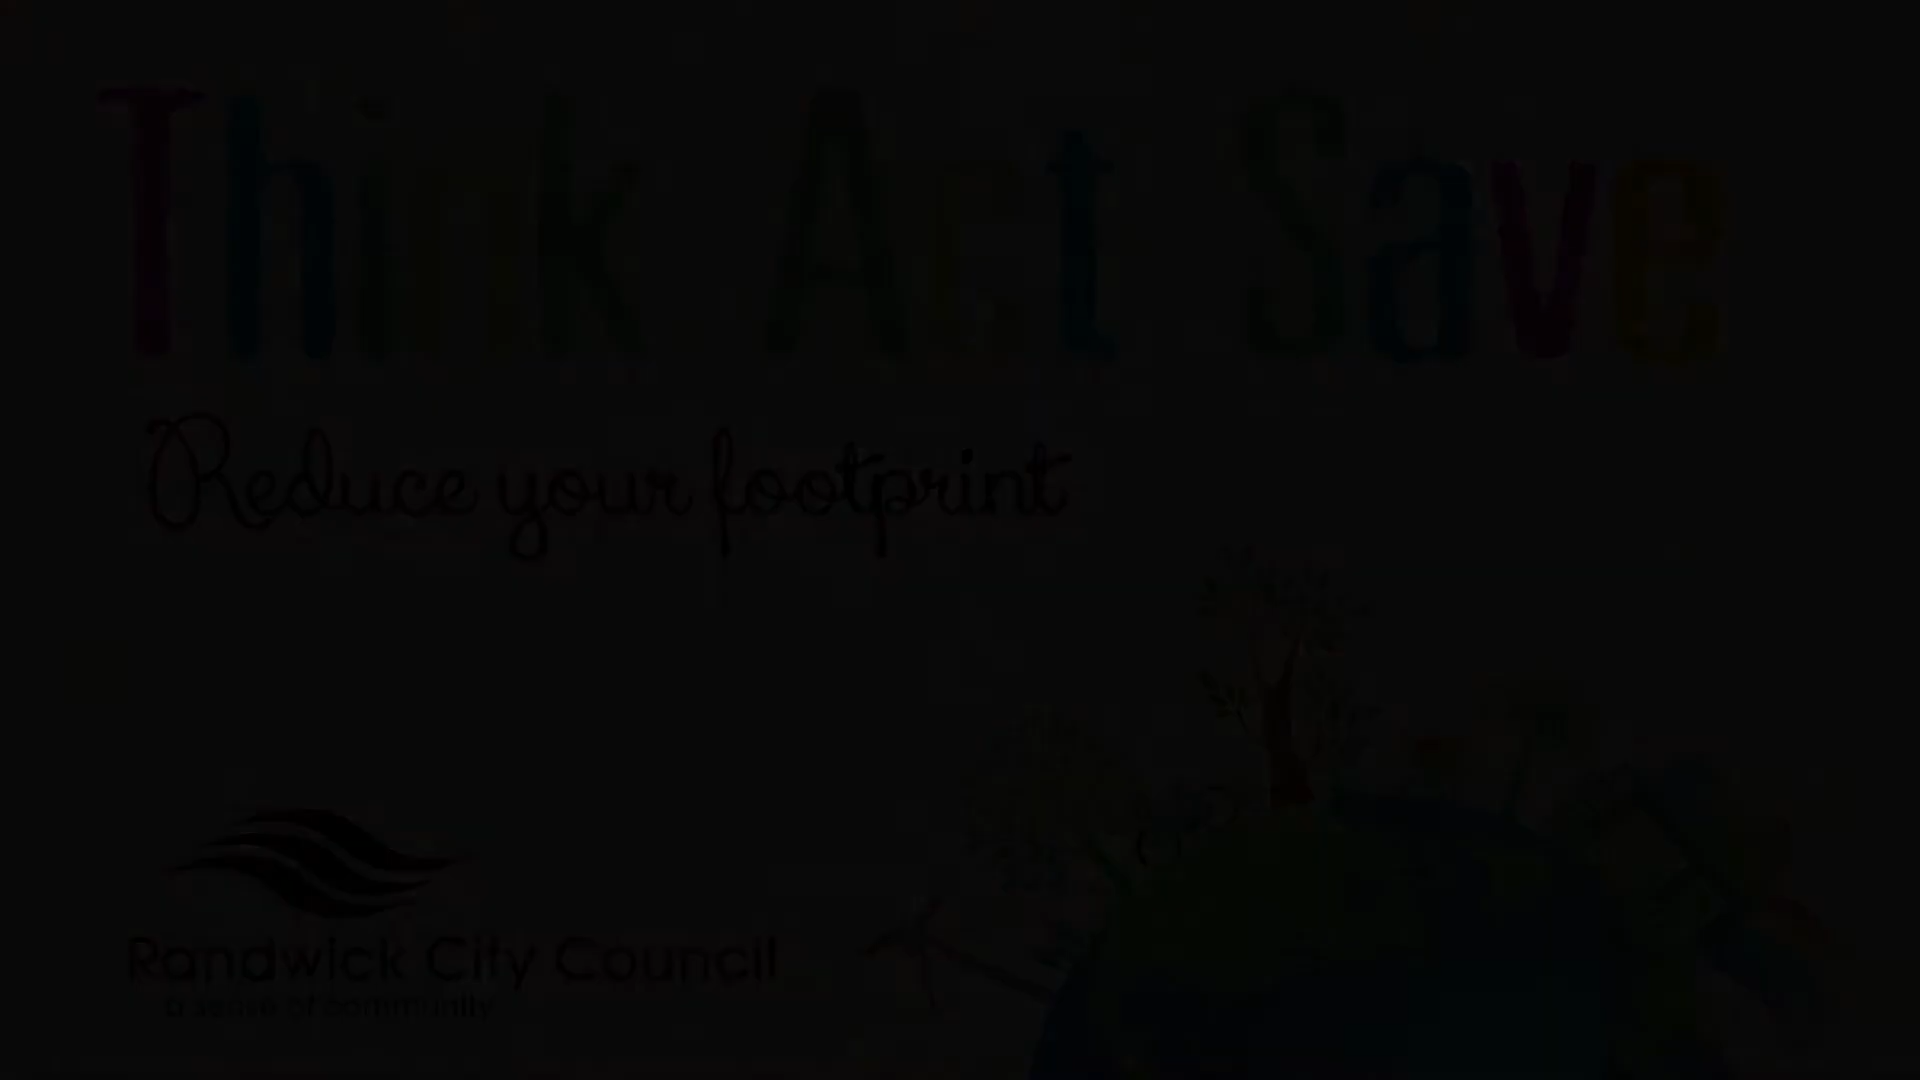 Think Act Save
Reduce your footprint
Randwick City Council
a sense of community